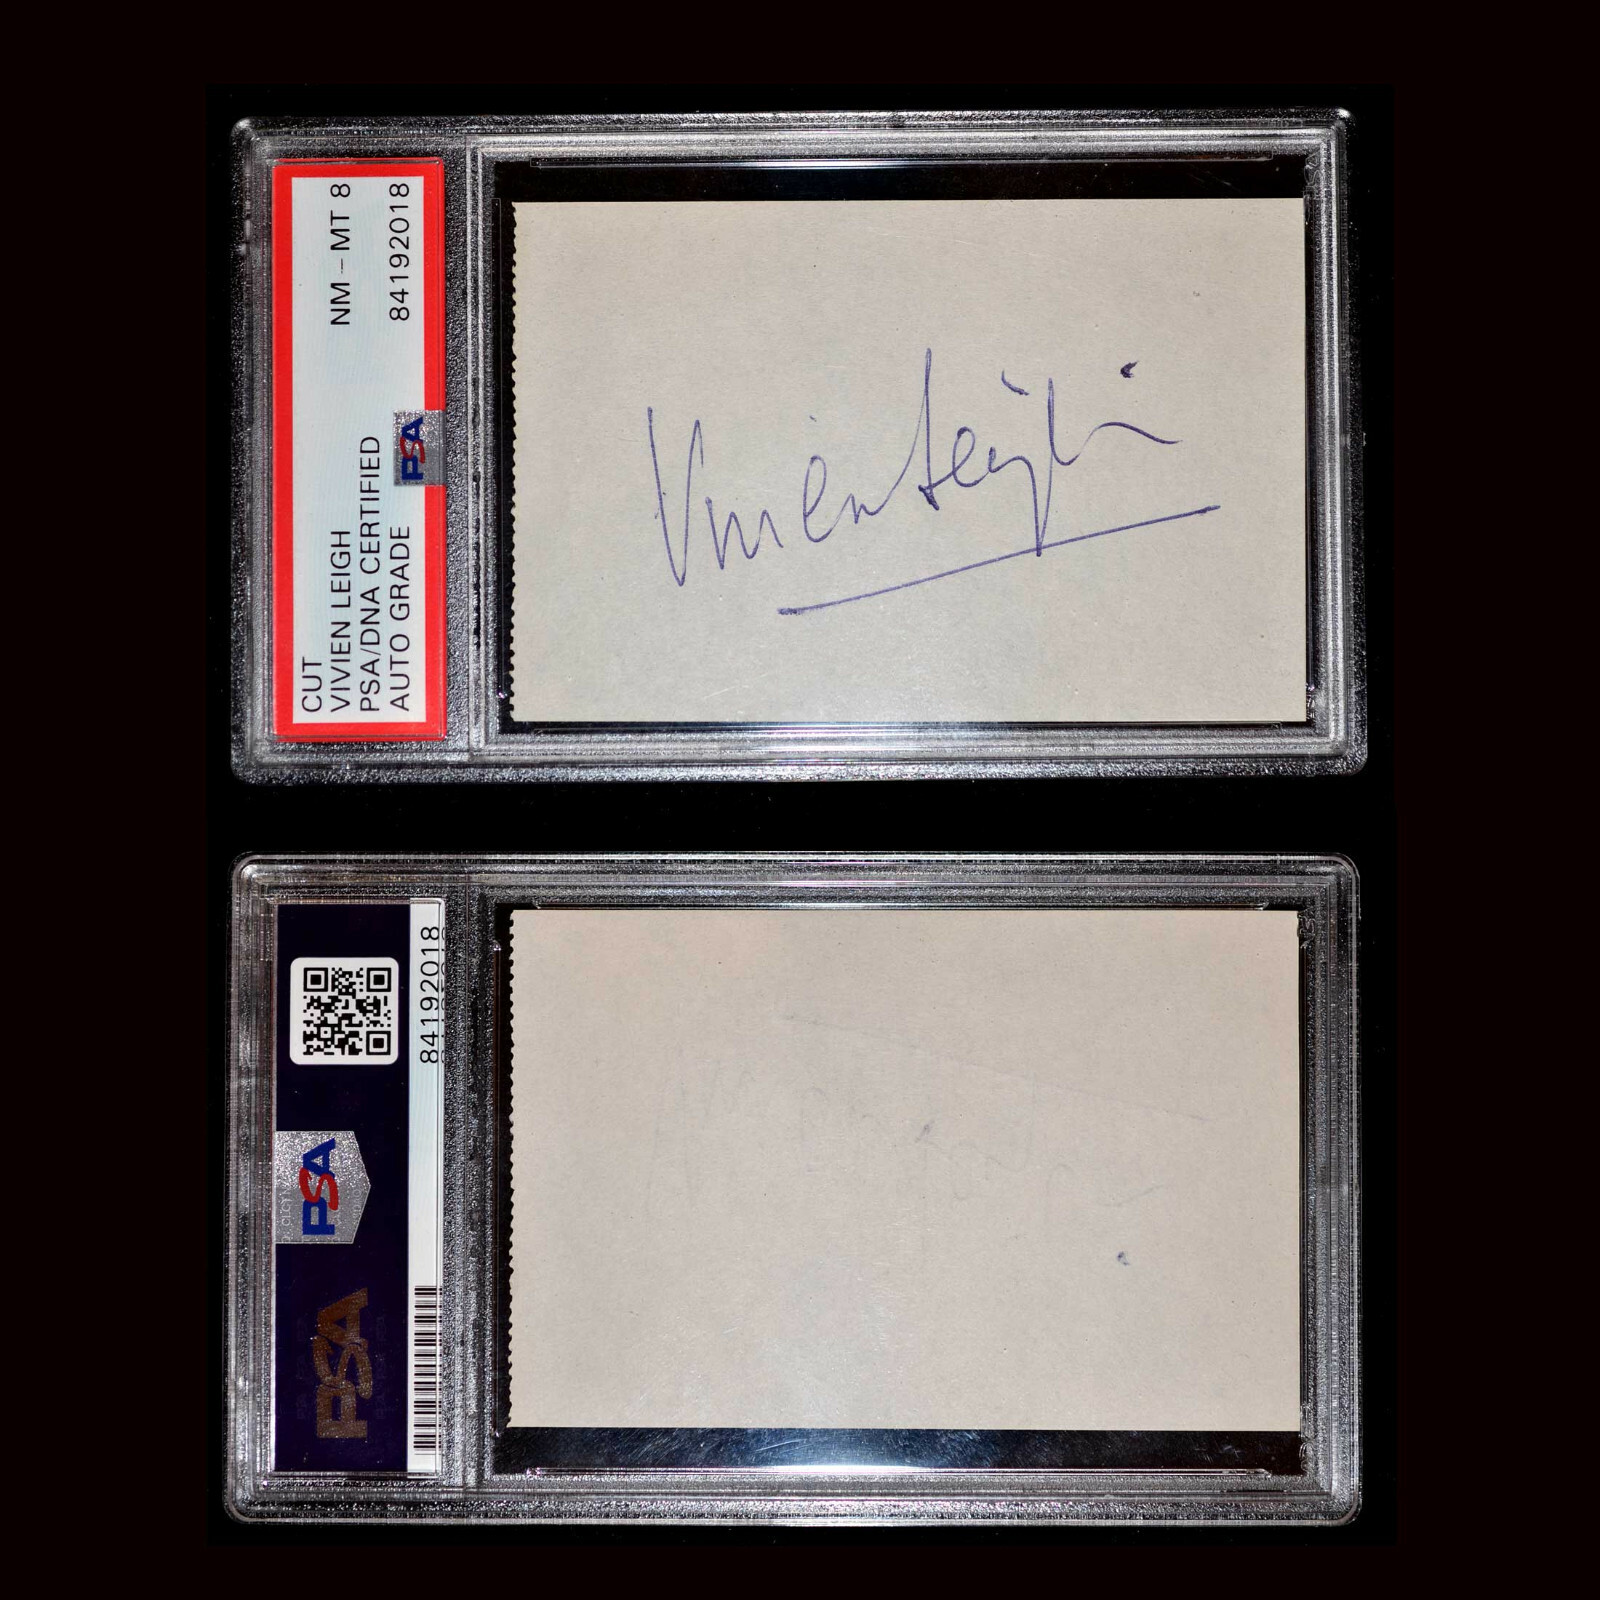 CUT
VIVIEN LEIGH NM - MT 8
PSA/DNA CERTIFIED
AUTO GRADE 84192018
PSA
Vivien Leigh
84192018
PSA
PSA